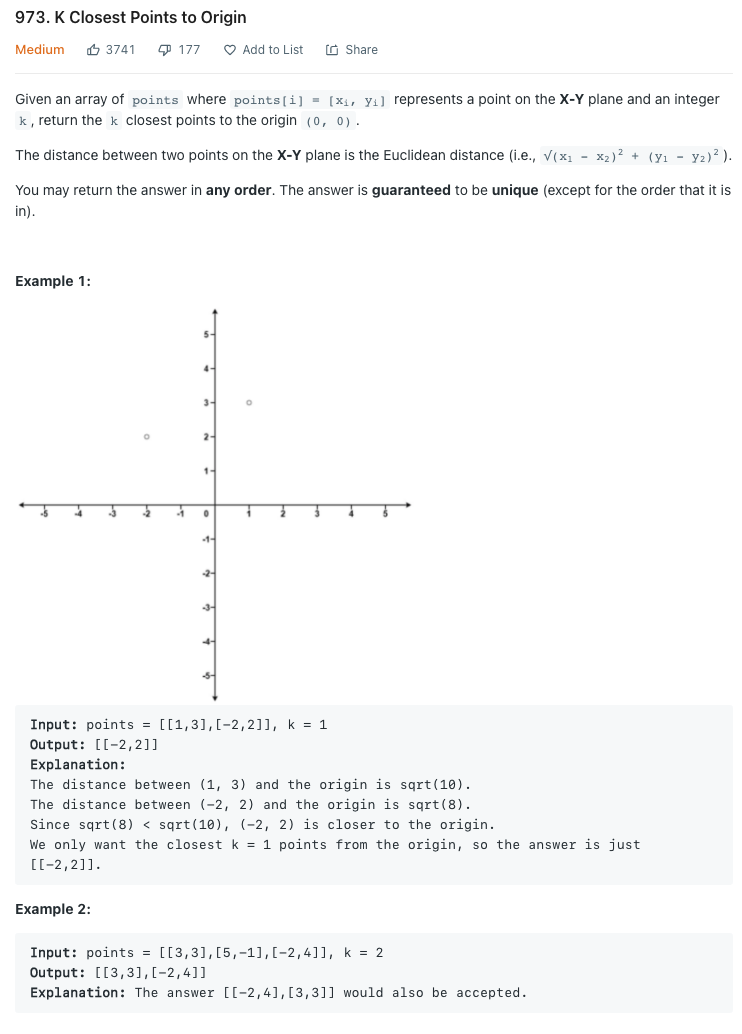 973. K Closest Points to Origin
Medium 3741 177 Add to List Share
Given an array of points where points[i] = [xᵢ, yᵢ] represents a point on the X-Y plane and an integer
k, return the k closest points to the origin (0, 0).
The distance between two points on the X-Y plane is the Euclidean distance (i.e., √(x₁ - x₂)² + (y₁ - y₂)²).
You may return the answer in any order. The answer is guaranteed to be unique (except for the order that it is
in).
Example 1:
5
4
3
2
1
-5 -4 -3 -2 -1 0 1 2 3 4 5
-1
-2
-3
-4
-5
Input: points = [[1,3],[-2,2]], k = 1
Output: [[-2,2]]
Explanation:
The distance between (1, 3) and the origin is sqrt(10).
The distance between (-2, 2) and the origin is sqrt(8).
Since sqrt(8) < sqrt(10), (-2, 2) is closer to the origin.
We only want the closest k = 1 points from the origin, so the answer is just
[[-2,2]].
Example 2:
Input: points = [[3,3],[5,-1],[-2,4]], k = 2
Output: [[3,3],[-2,4]]
Explanation: The answer [[-2,4],[3,3]] would also be accepted.